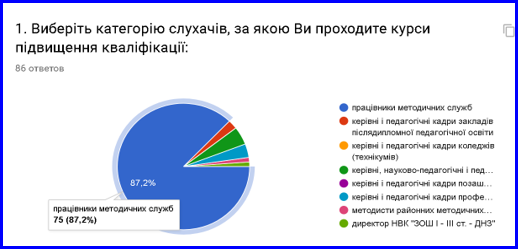 1. Виберіть категорію слухачів, за якою Ви проходите курси
підвищення кваліфікації:
86 ответов
87,2%
працівники методичних служб
75 (87,2%)
працівники методичних служб
керівні і педагогічні кадри закладів
післядипломної педагогічної освіти
керівні і педагогічні кадри коледжів
(технікумів)
керівні, науково-педагогічні і пед...
керівні і педагогічні кадри позаш...
керівні і педагогічні кадри профе...
методисти районних методичних...
директор НВК "ЗОШ І - ІІІ ст. - ДНЗ"